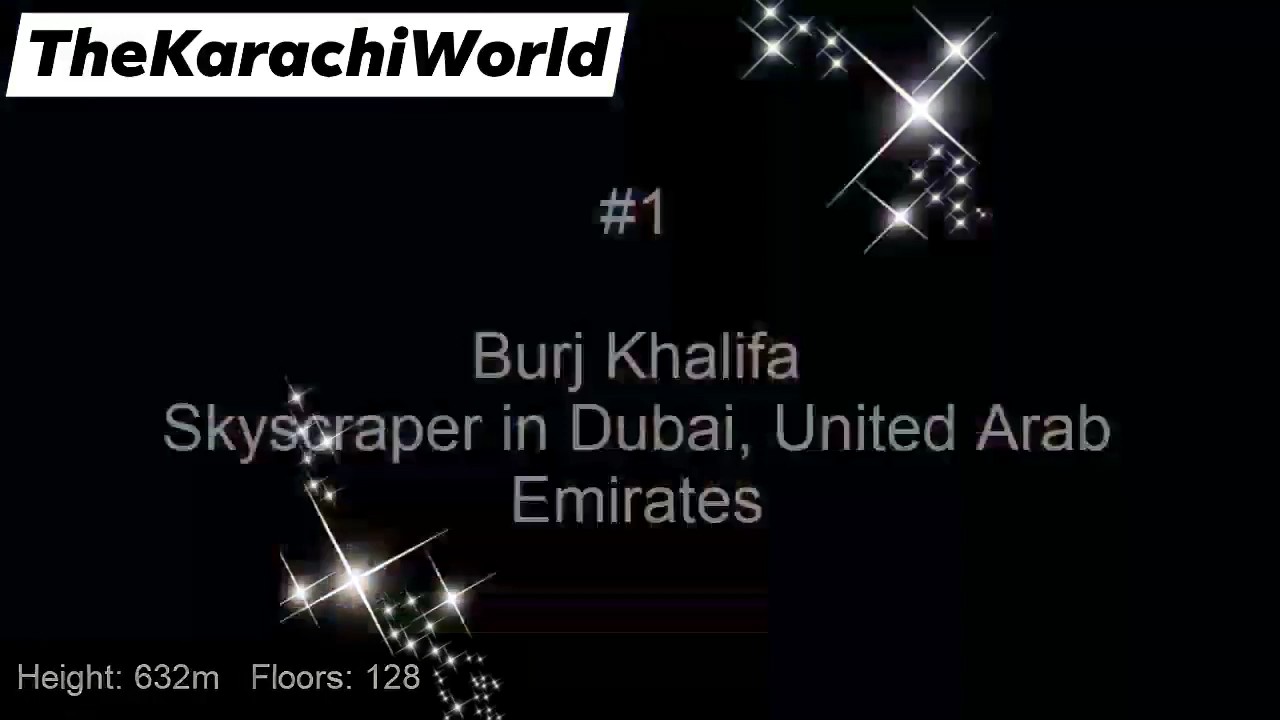 TheKarachiWorld
#1
Burj Khalifa
Skyscraper in Dubai, United Arab
Emirates
Height: 632m Floors: 128